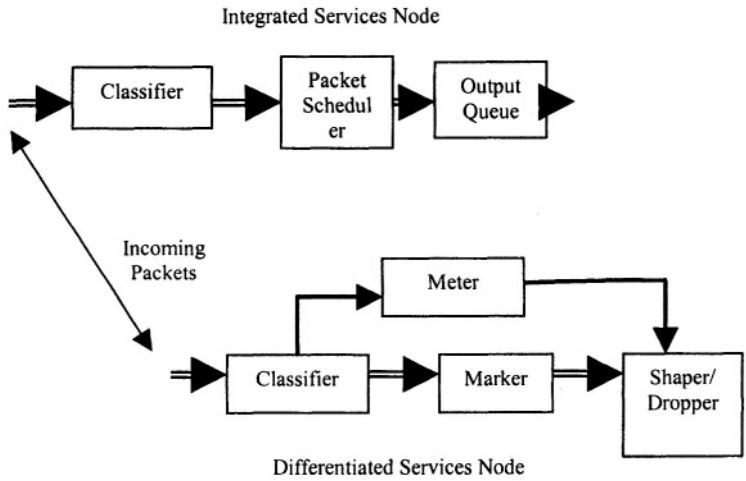 Integrated Services Node
Classifier
Packet
Schedul
er
Output
Queue
Incoming
Packets
Meter
Classifier
Marker
Shaper/
Dropper
Differentiated Services Node